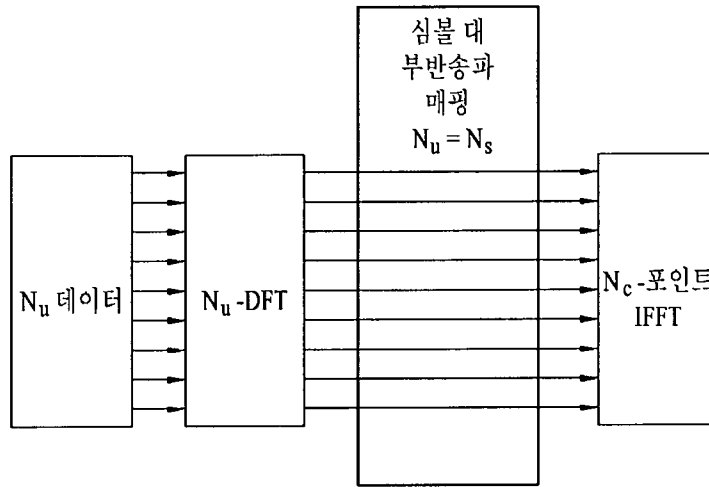 심볼 대
부반송파
매핑
N_u = N_s
N_u 데이터
N_u -DFT
N_c -포인트
IFFT